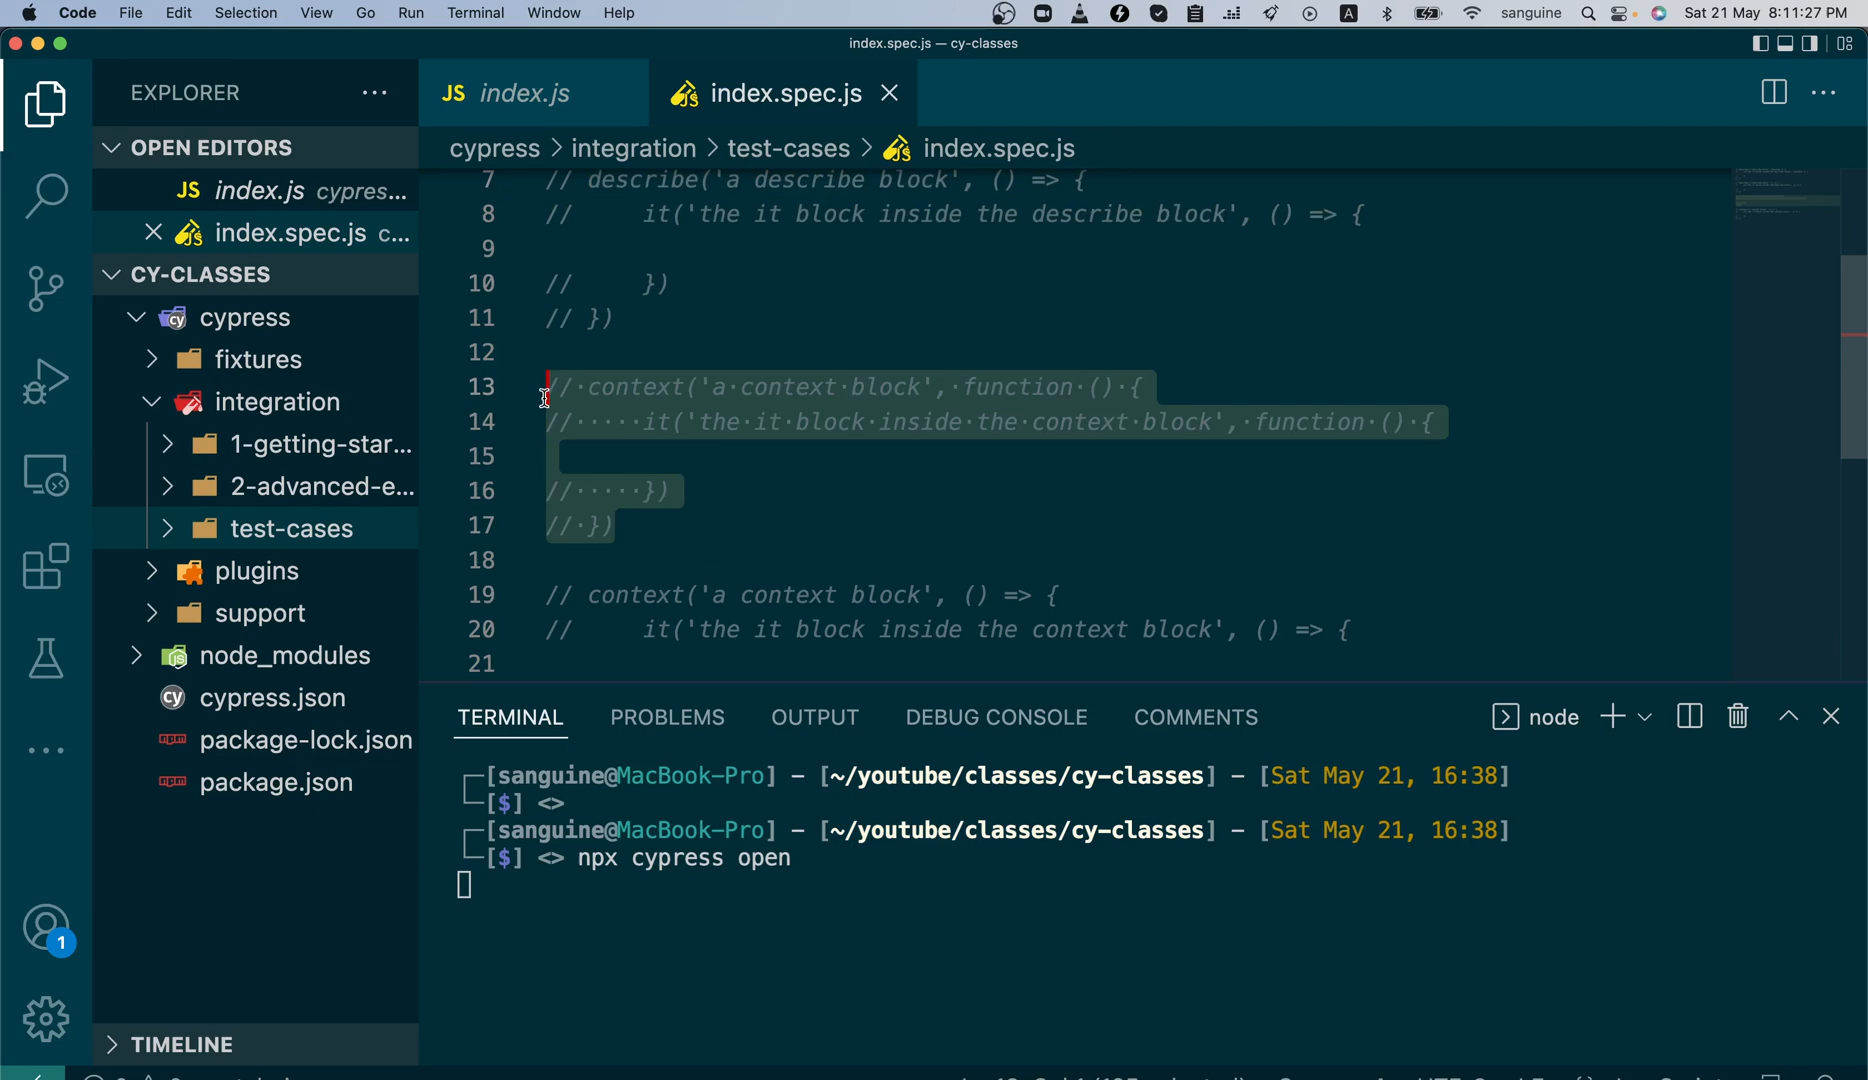 Code File Edit Selection View Go Run Terminal Window Help A sanguine Sat 21 May 8:11:27 PM
index.spec.js — cy-classes
EXPLORER
JS index.js
index.spec.js
OPEN EDITORS
cypress > integration > test-cases > index.spec.js
JS index.js cypres...
index.spec.js c...
CY-CLASSES
cypress
fixtures
integration
1-getting-star...
2-advanced-e...
test-cases
plugins
support
node_modules
cypress.json
package-lock.json
package.json
1
TIMELINE
7 // describe('a describe block', () => {
8 // it('the it block inside the describe block', () => {
9
10 // })
11 // })
12
13 //·context('a·context·block',·function·()·{
14 //·····it('the·it·block·inside·the·context·block',·function·()·{
15
16 //·····})
17 //·})
18
19 // context('a context block', () => {
20 // it('the it block inside the context block', () => {
21
TERMINAL PROBLEMS OUTPUT DEBUG CONSOLE COMMENTS node
[sanguine@MacBook-Pro] - [~/youtube/classes/cy-classes] - [Sat May 21, 16:38]
[$] <>
[sanguine@MacBook-Pro] - [~/youtube/classes/cy-classes] - [Sat May 21, 16:38]
[$] <> npx cypress open